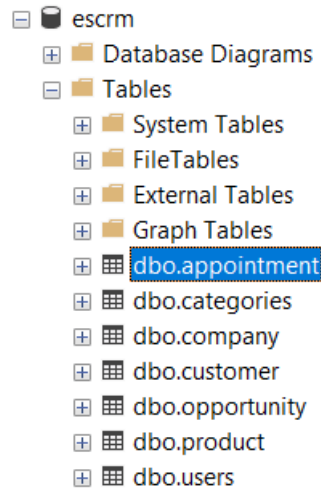 escrm
Database Diagrams
Tables
System Tables
FileTables
External Tables
Graph Tables
dbo.appointment
dbo.categories
dbo.company
dbo.customer
dbo.opportunity
dbo.product
dbo.users